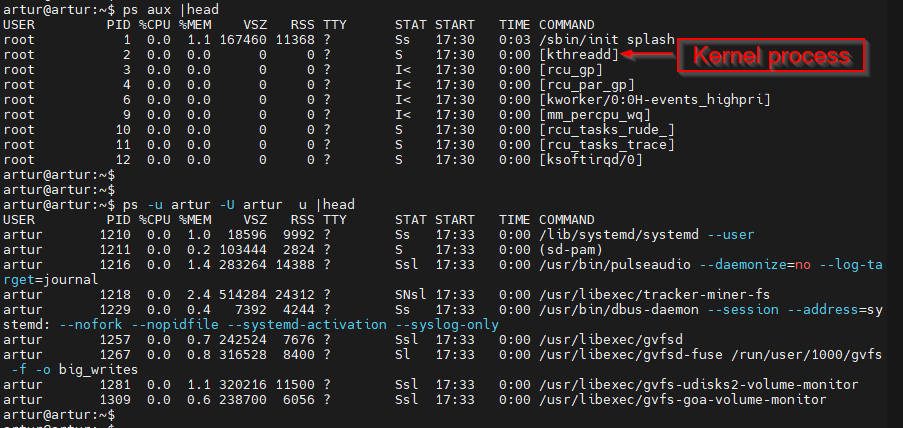 artur@artur:~$ ps aux |head
USER PID %CPU %MEM VSZ RSS TTY STAT START TIME COMMAND
root 1 0.0 1.1 167460 11368 ? Ss 17:30 0:03 /sbin/init splash
root 2 0.0 0.0 0 0 ? S 17:30 0:00 [kthreadd]
Kernel process
root 3 0.0 0.0 0 0 ? I< 17:30 0:00 [rcu_gp]
root 4 0.0 0.0 0 0 ? I< 17:30 0:00 [rcu_par_gp]
root 6 0.0 0.0 0 0 ? I< 17:30 0:00 [kworker/0:0H-events_highpri]
root 9 0.0 0.0 0 0 ? I< 17:30 0:00 [mm_percpu_wq]
root 10 0.0 0.0 0 0 ? S 17:30 0:00 [rcu_tasks_rude_]
root 11 0.0 0.0 0 0 ? S 17:30 0:00 [rcu_tasks_trace]
root 12 0.0 0.0 0 0 ? S 17:30 0:00 [ksoftirqd/0]
artur@artur:~$
artur@artur:~$
artur@artur:~$ ps -u artur -U artur  u |head
USER PID %CPU %MEM VSZ RSS TTY STAT START TIME COMMAND
artur 1210 0.0 1.0 18596 9992 ? Ss 17:33 0:00 /lib/systemd/systemd --user
artur 1211 0.0 0.2 103444 2824 ? S 17:33 0:00 (sd-pam)
artur 1216 0.0 1.4 283264 14388 ? Ssl 17:33 0:00 /usr/bin/pulseaudio --daemonize=no --log-ta
rget=journal
artur 1218 0.0 2.4 514284 24312 ? SNsl 17:33 0:00 /usr/libexec/tracker-miner-fs
artur 1229 0.0 0.4 7392 4244 ? Ss 17:33 0:00 /usr/bin/dbus-daemon --session --address=sy
stemd: --nofork --nopidfile --systemd-activation --syslog-only
artur 1257 0.0 0.7 242524 7676 ? Ssl 17:33 0:00 /usr/libexec/gvfsd
artur 1267 0.0 0.8 316528 8400 ? Sl 17:33 0:00 /usr/libexec/gvfsd-fuse /run/user/1000/gvfs
-f -o big_writes
artur 1281 0.0 1.1 320216 11500 ? Ssl 17:33 0:00 /usr/libexec/gvfs-udisks2-volume-monitor
artur 1309 0.0 0.6 238700 6056 ? Ssl 17:33 0:00 /usr/libexec/gvfs-goa-volume-monitor
artur@artur:~$
artur@artur:~$